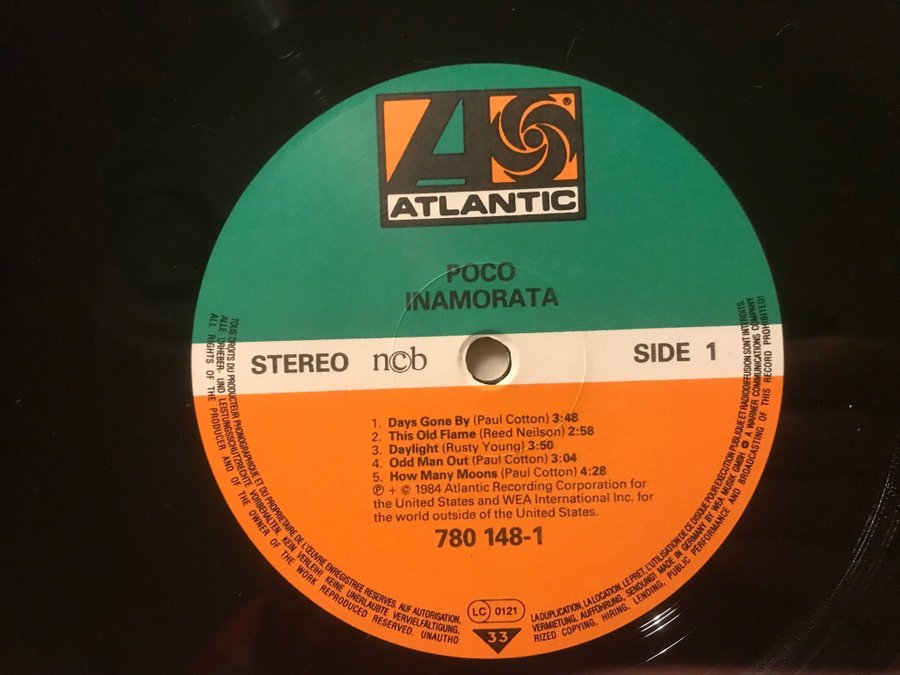 ATLANTIC
®
POCO
INAMORATA
STEREO n©b
SIDE 1
1. Days Gone By (Paul Cotton) 3:48
2. This Old Flame (Reed Neilson) 2:58
3. Daylight (Rusty Young) 3:50
4. Odd Man Out (Paul Cotton) 3:04
5. How Many Moons (Paul Cotton) 4:28
℗ + © 1984 Atlantic Recording Corporation for
the United States and WEA International Inc. for
the world outside of the United States.
780 148-1
LC 0121
33
TOUS DROITS DU PRODUCTEUR PHONOGRAPHIQUE ET DU PROPRIETAIRE DE L'ŒUVRE ENREGISTREE RESERVES. LA DUPLICATION, LA LOCATION, LE PRET, L'UTILISATION DE CE DISQUE POUR EXECUTION PUBLIQUE ET RADIODIFFUSION SONT INTERDITS.
ALLE URHEBER- UND LEISTUNGSSCHUTZRECHTE VORBEHALTEN. KEIN VERLEIH! KEINE UNERLAUBTE VERVIELFÄLTIGUNG, VERMIETUNG, AUFFÜHRUNG, SENDUNG! MADE IN GERMANY BY WEA MUSIK GMBH A WARNER COMMUNICATIONS COMPANY
ALL RIGHTS OF THE PRODUCER AND OF THE OWNER OF THE WORK REPRODUCED RESERVED. UNAUTHORIZED COPYING, HIRING, LENDING, PUBLIC PERFORMANCE AND BROADCASTING OF THIS RECORD PROHIBITED!